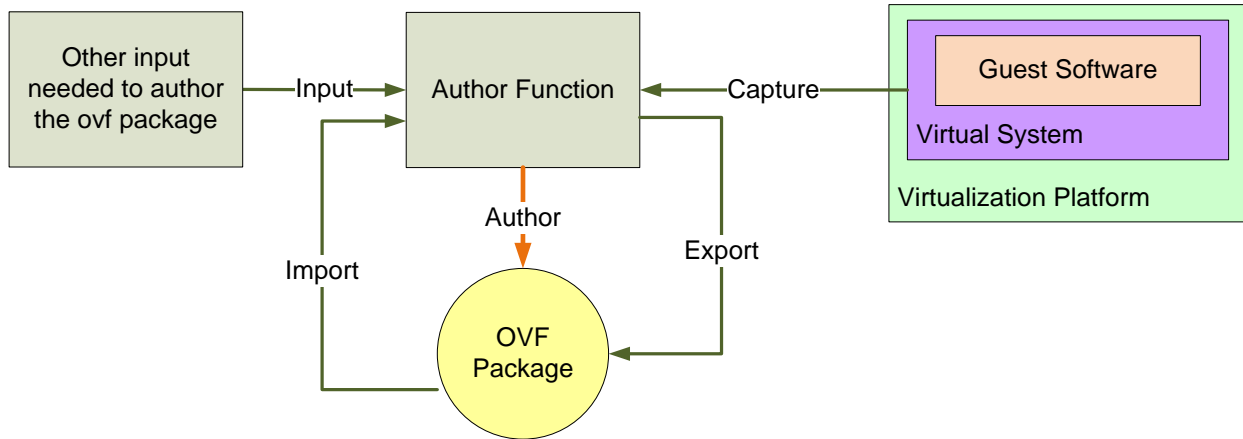 Other input
needed to author
the ovf package
Input
Author Function
Capture
Guest Software
Virtual System
Virtualization Platform
Author
Import
Export
OVF
Package